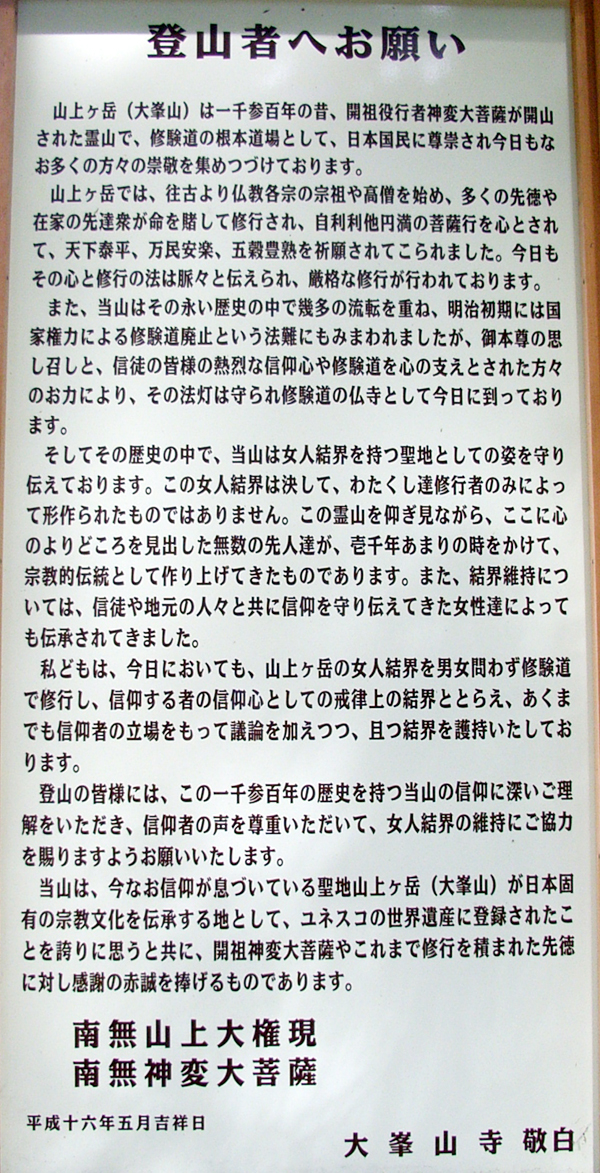 登山者へお願い
山上ヶ岳（大峯山）は一千参百年の昔、開祖役行者神変大菩薩が開山
された霊山で、修験道の根本道場として、日本国民に尊崇され今日もな
お多くの方々の崇敬を集めつづけております。
山上ヶ岳では、往古より仏教各宗の宗祖や高僧を始め、多くの先徳や
在家の先達衆が命を賭して修行され、自利利他円満の菩薩行を心とされ
て、天下泰平、万民安楽、五穀豊熟を祈願されてこられました。今日も
その心と修行の法は脈々と伝えられ、厳格な修行が行われております。
また、当山はその永い歴史の中で幾多の流転を重ね、明治初期には国
家権力による修験道廃止という法難にもみまわれましたが、御本尊の思
し召しと、信徒の皆様の熱烈な信仰心や修験道を心の支えとされた方々
のお力により、その法灯は守られ修験道の仏寺として今日に到っており
ます。
そしてその歴史の中で、当山は女人結界を持つ聖地としての姿を守り
伝えております。この女人結界は決して、わたくし達修行者のみによっ
て形作られたものではありません。この霊山を仰ぎ見ながら、ここに心
のよりどころを見出した無数の先人達が、壱千年あまりの時をかけて、
宗教的伝統として作り上げてきたものであります。また、結界維持につ
いては、信徒や地元の人々と共に信仰を守り伝えてきた女性達によって
も伝承されてきました。
私どもは、今日においても、山上ヶ岳の女人結界を男女問わず修験道
で修行し、信仰する者の信仰心としての戒律上の結界ととらえ、あくま
でも信仰者の立場をもって議論を加えつつ、且つ結界を護持いたしてお
ります。
登山の皆様には、この一千参百年の歴史を持つ当山の信仰に深いご理
解をいただき、信仰者の声を尊重いただいて、女人結界の維持にご協力
を賜りますようお願いいたします。
当山は、今なお信仰が息づいている聖地山上ヶ岳（大峯山）が日本固
有の宗教文化を伝承する地として、ユネスコの世界遺産に登録されたこ
とを誇りに思うと共に、開祖神変大菩薩やこれまで修行を積まれた先徳
に対し感謝の赤誠を捧げるものであります。
南無山上大権現
南無神変大菩薩
平成十六年五月吉祥日
大峯山寺 敬白